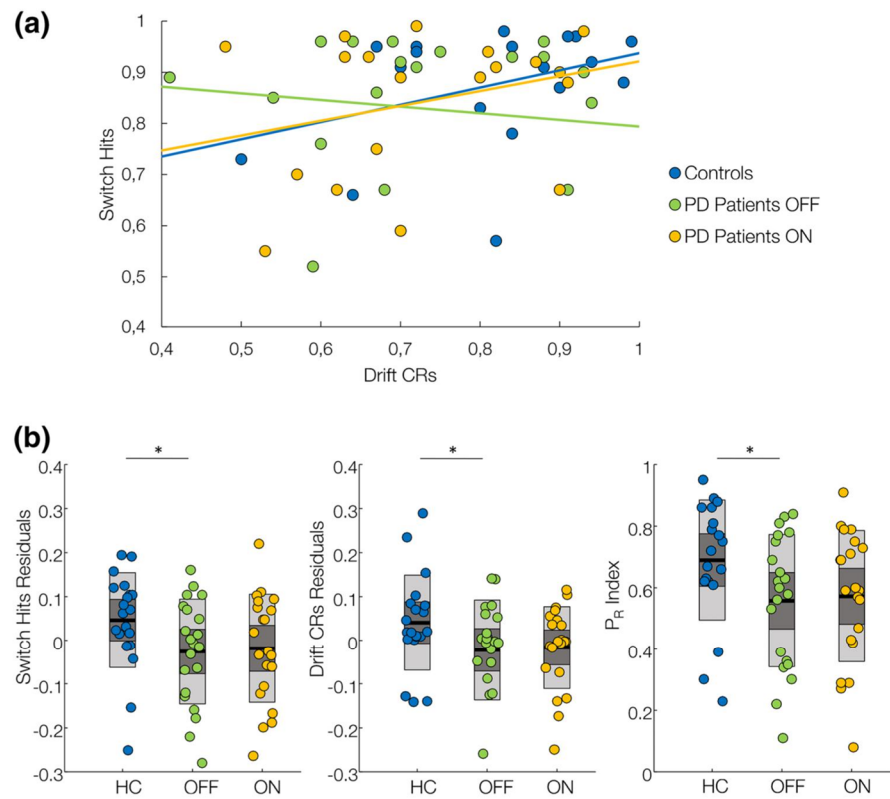 (a)
1
0,9
0,8
0,7
0,6
0,5
0,4
Switch Hits
0,4 0,5 0,6 0,7 0,8 0,9 1
Drift CRs
Controls
PD Patients OFF
PD Patients ON
(b)
*
0.4
0.3
0.2
0.1
0
-0.1
-0.2
-0.3
Switch Hits Residuals
HC OFF ON
*
0.4
0.3
0.2
0.1
0
-0.1
-0.2
-0.3
Drift CRs Residuals
HC OFF ON
*
1
0.8
0.6
0.4
0.2
0
PR Index
HC OFF ON